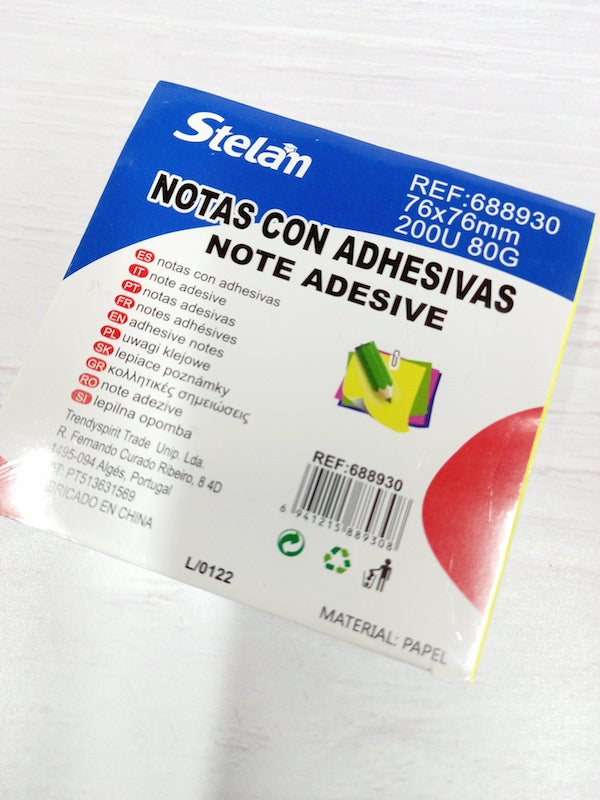 Stelan
REF:688930
76x76mm
200U 80G
NOTAS CON ADHESIVAS
NOTE ADESIVE
ES notas con adhesivas
IT note adesive
PT notas adesivas
FR notes adhésives
EN adhesive notes
PL uwagi klejowe
SK lepiace poznámky
GR κολλητικές σημειώσεις
RO note adezive
SI lepilna opomba
Trendyspirit Trade Unip. Lda.
R. Fernando Curado Ribeiro, 8 4D
1495-094 Algés, Portugal
T: PT513631569
BRICADO EN CHINA
REF:688930
6 941215 889308
L/0122
MATERIAL: PAPEL